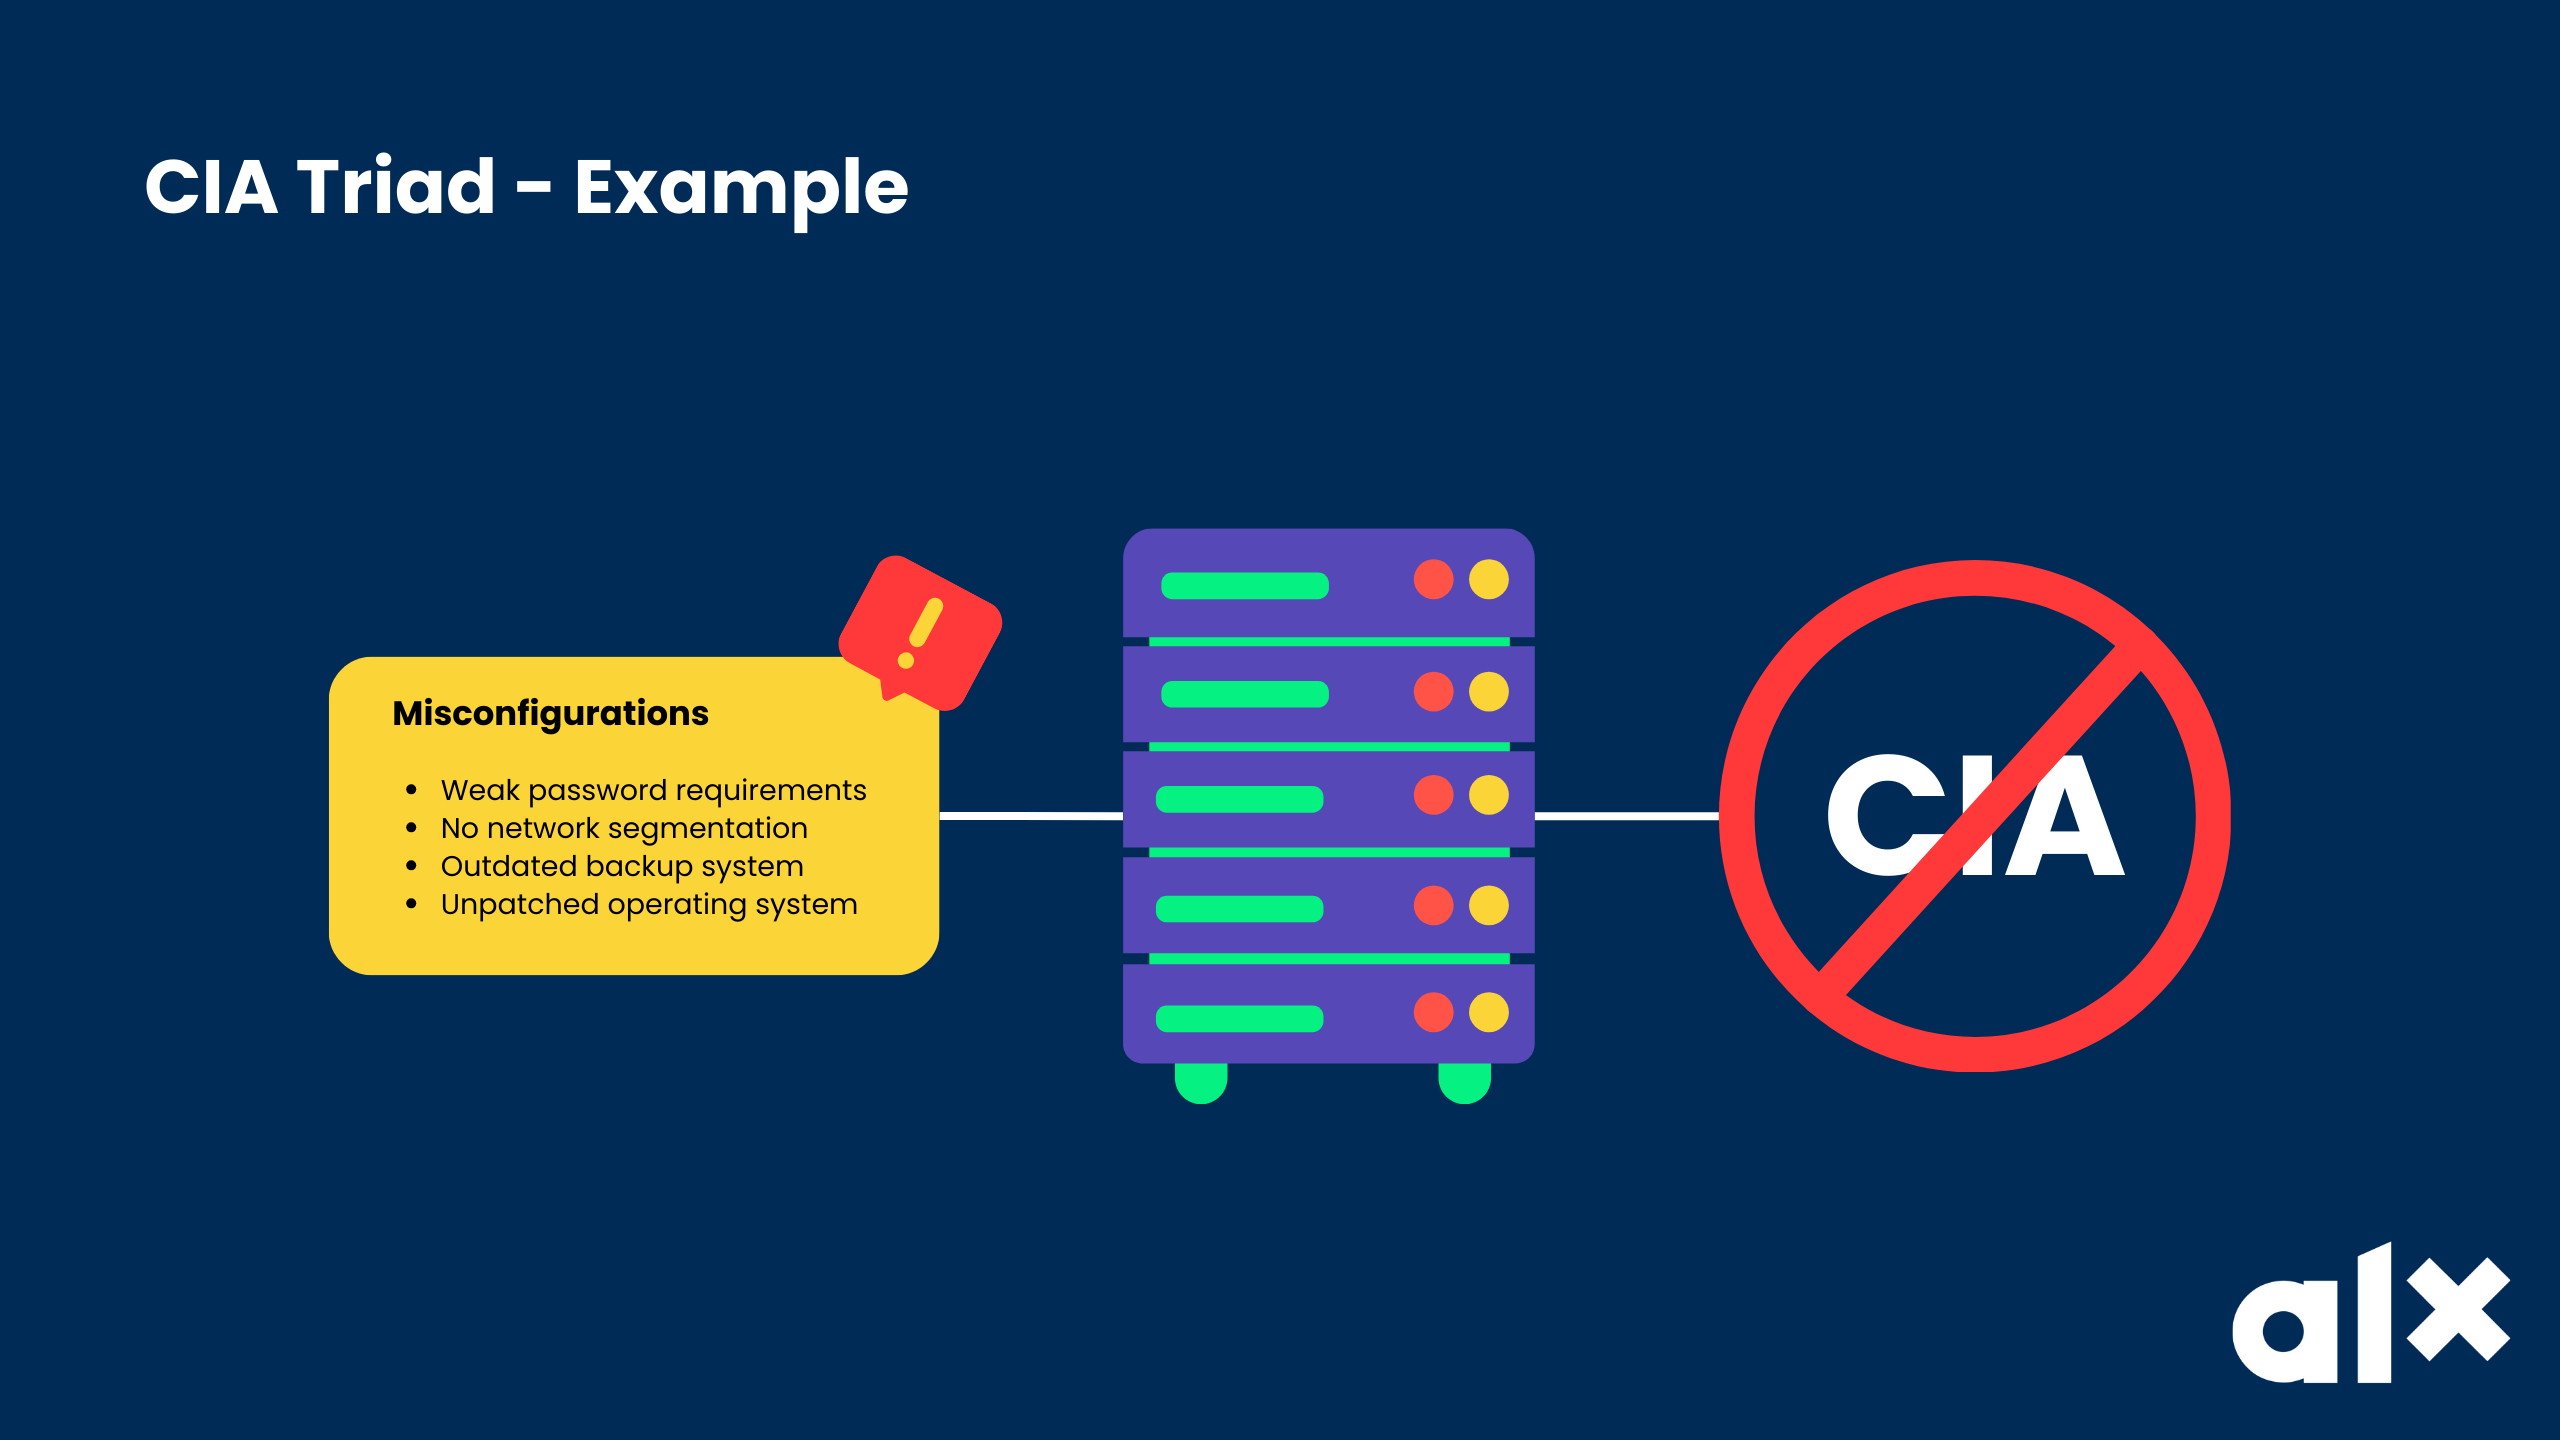 CIA Triad - Example
Misconfigurations
• Weak password requirements
• No network segmentation
• Outdated backup system
• Unpatched operating system
CIA
alx